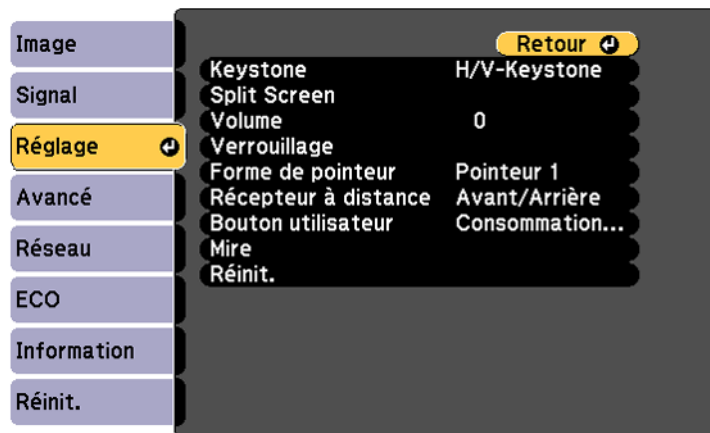 Image
Signal
Réglage
Avancé
Réseau
ECO
Information
Réinit.
Retour
Keystone H/V-Keystone
Split Screen
Volume 0
Verrouillage
Forme de pointeur Pointeur 1
Récepteur à distance Avant/Arrière
Bouton utilisateur Consommation...
Mire
Réinit.